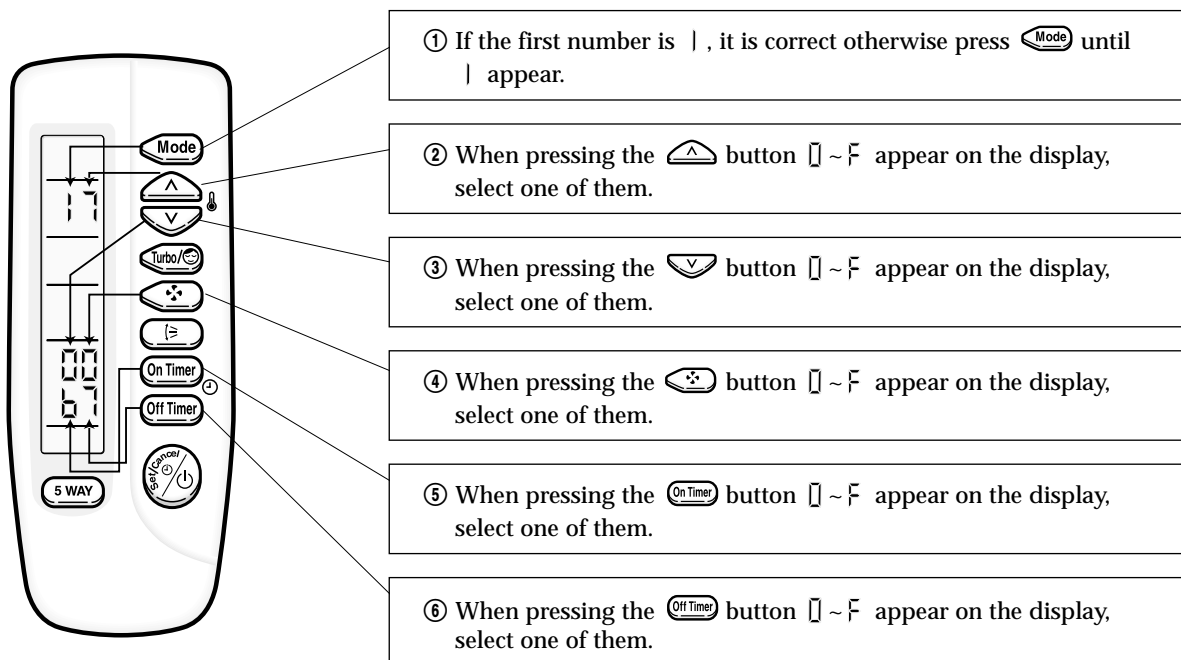 ① If the first number is 1 , it is correct otherwise press Mode until
1 appear.
② When pressing the ^ button 0 ~ F appear on the display,
select one of them.
③ When pressing the v button 0 ~ F appear on the display,
select one of them.
④ When pressing the button 0 ~ F appear on the display,
select one of them.
⑤ When pressing the On Timer button 0 ~ F appear on the display,
select one of them.
⑥ When pressing the Off Timer button 0 ~ F appear on the display,
select one of them.
Mode
17
Turbo/
00
On Timer
b7
Off Timer
Set/Cancel
5 WAY